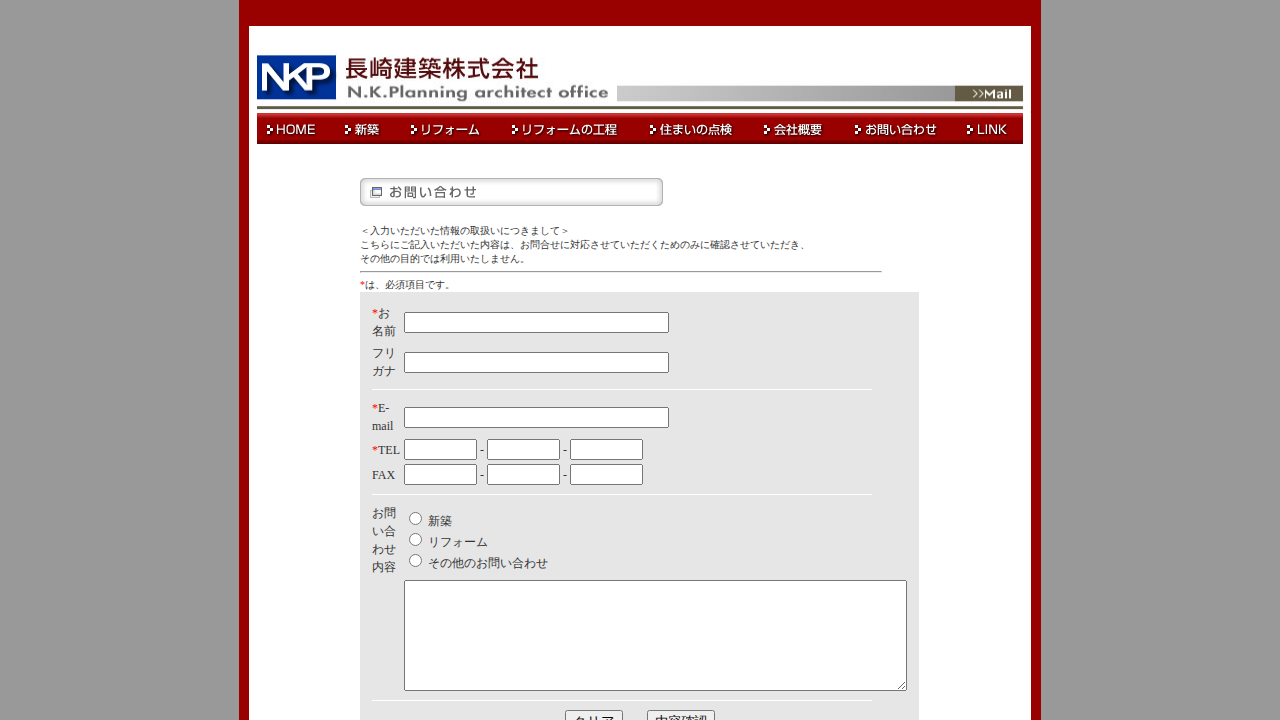 NKP 長崎建築株式会社
N.K.Planning architect office
>>Mail
HOME 新築 リフォーム リフォームの工程 住まいの点検 会社概要 お問い合わせ LINK
お問い合わせ
＜入力いただいた情報の取扱いにつきまして＞
こちらにご記入いただいた内容は、お問合せに対応させていただくためのみに確認させていただき、
その他の目的では利用いたしません。
*は、必須項目です。
*お
名前
フリ
ガナ
*E-
mail
*TEL - -
FAX - -
お問
い合
わせ
内容
新築
リフォーム
その他のお問い合わせ
クリア 内容確認